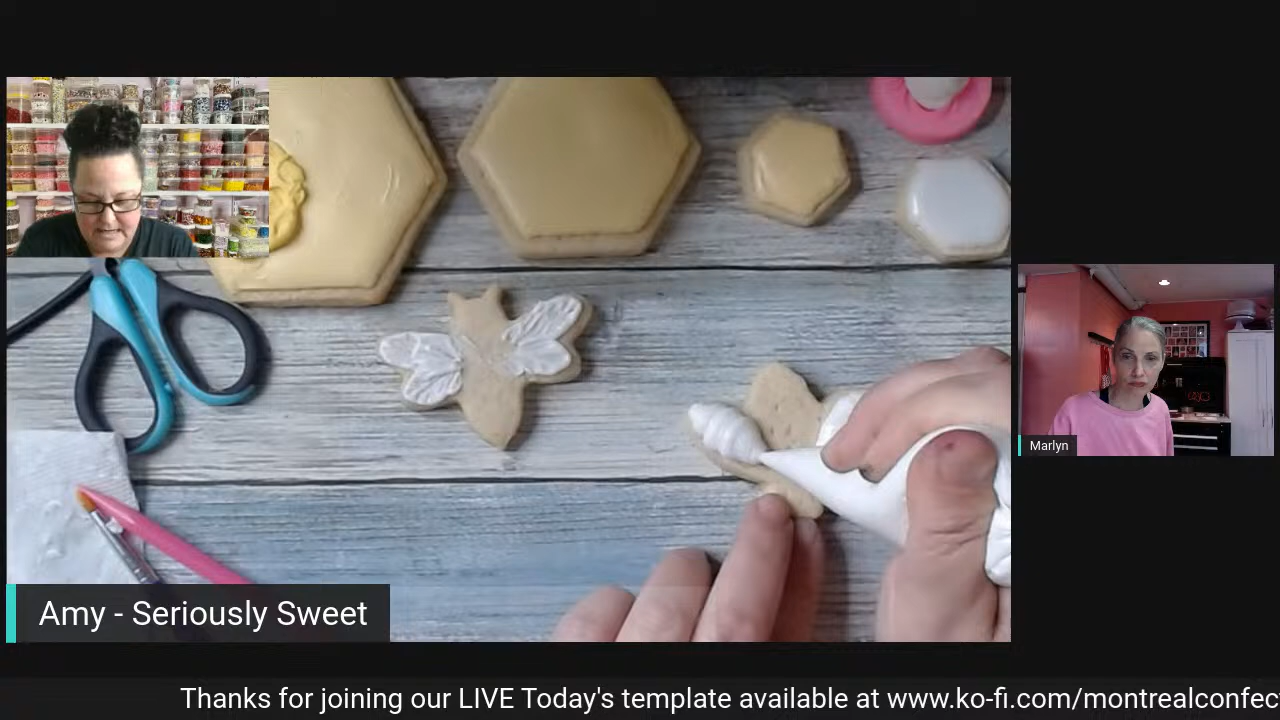 Marlyn
Amy - Seriously Sweet
Thanks for joining our LIVE Today's template available at www.ko-fi.com/montrealconfec